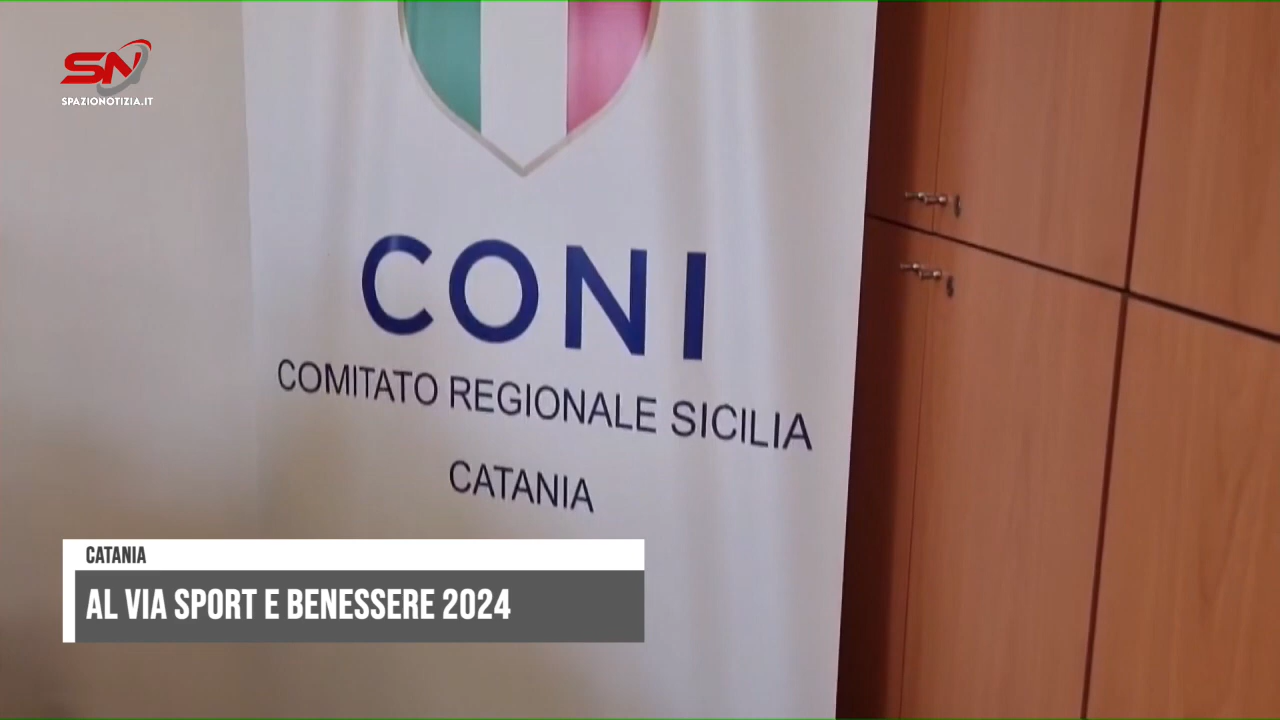 SN
SPAZIONOTIZIA.IT
CONI
COMITATO REGIONALE SICILIA
CATANIA
CATANIA
AL VIA SPORT E BENESSERE 2024